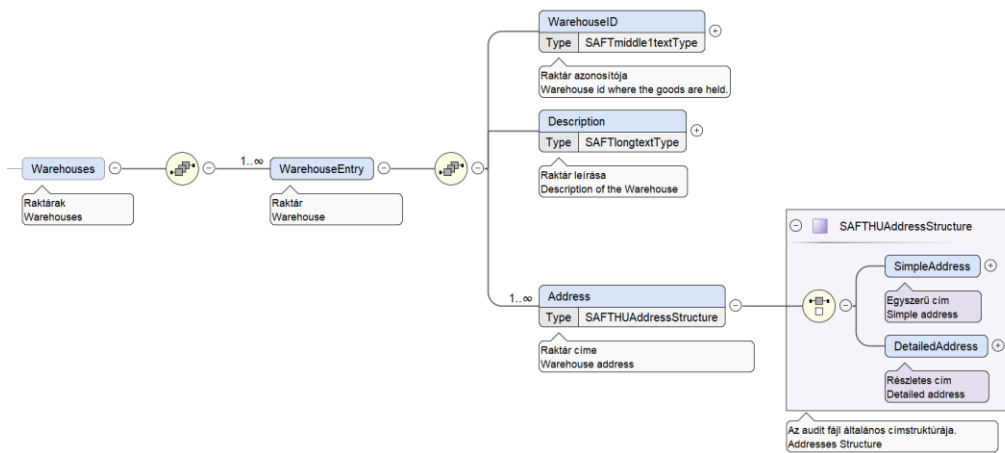 WarehouseID
Type SAFTmiddle1textType
Raktár azonosítója
Warehouse id where the goods are held.
Description
Type SAFTlongtextType
Raktár leírása
Description of the Warehouse
Warehouses
Raktárak
Warehouses
1..∞
WarehouseEntry
Raktár
Warehouse
1..∞
Address
Type SAFTHUAddressStructure
Raktár címe
Warehouse address
SAFTHUAddressStructure
SimpleAddress
Egyszerű cím
Simple address
DetailedAddress
Részletes cím
Detailed address
Az audit fájl általános címstruktúrája.
Addresses Structure